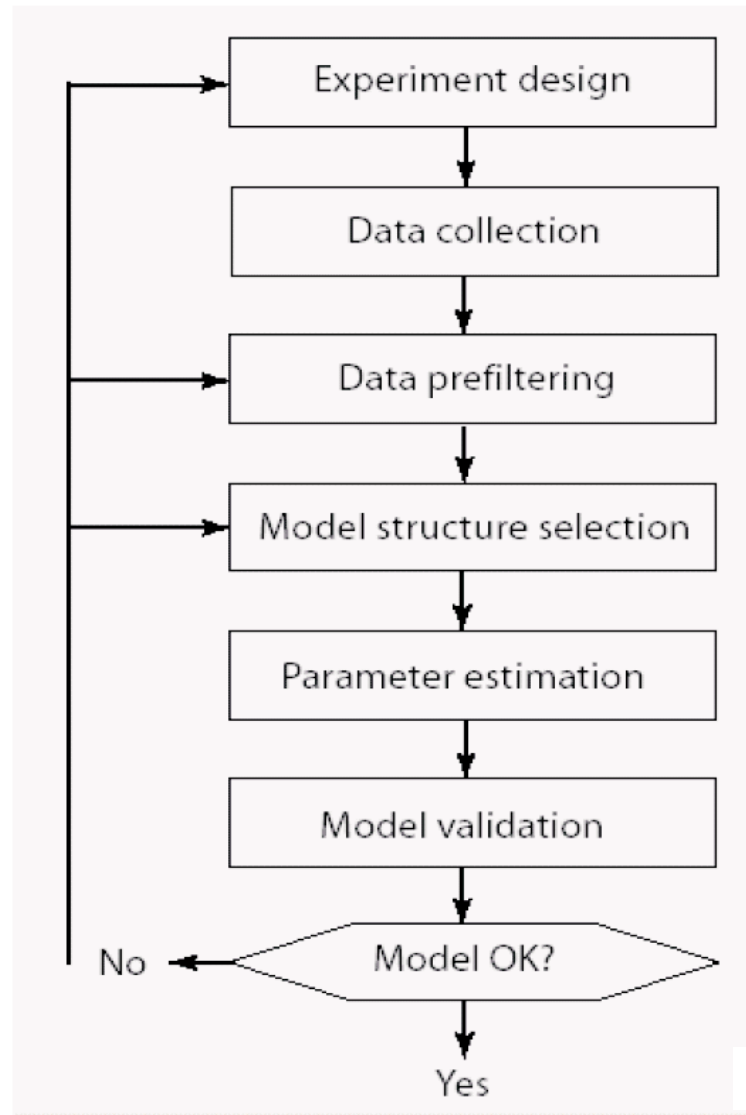 Experiment design
Data collection
Data prefiltering
Model structure selection
Parameter estimation
Model validation
Model OK?
No
Yes